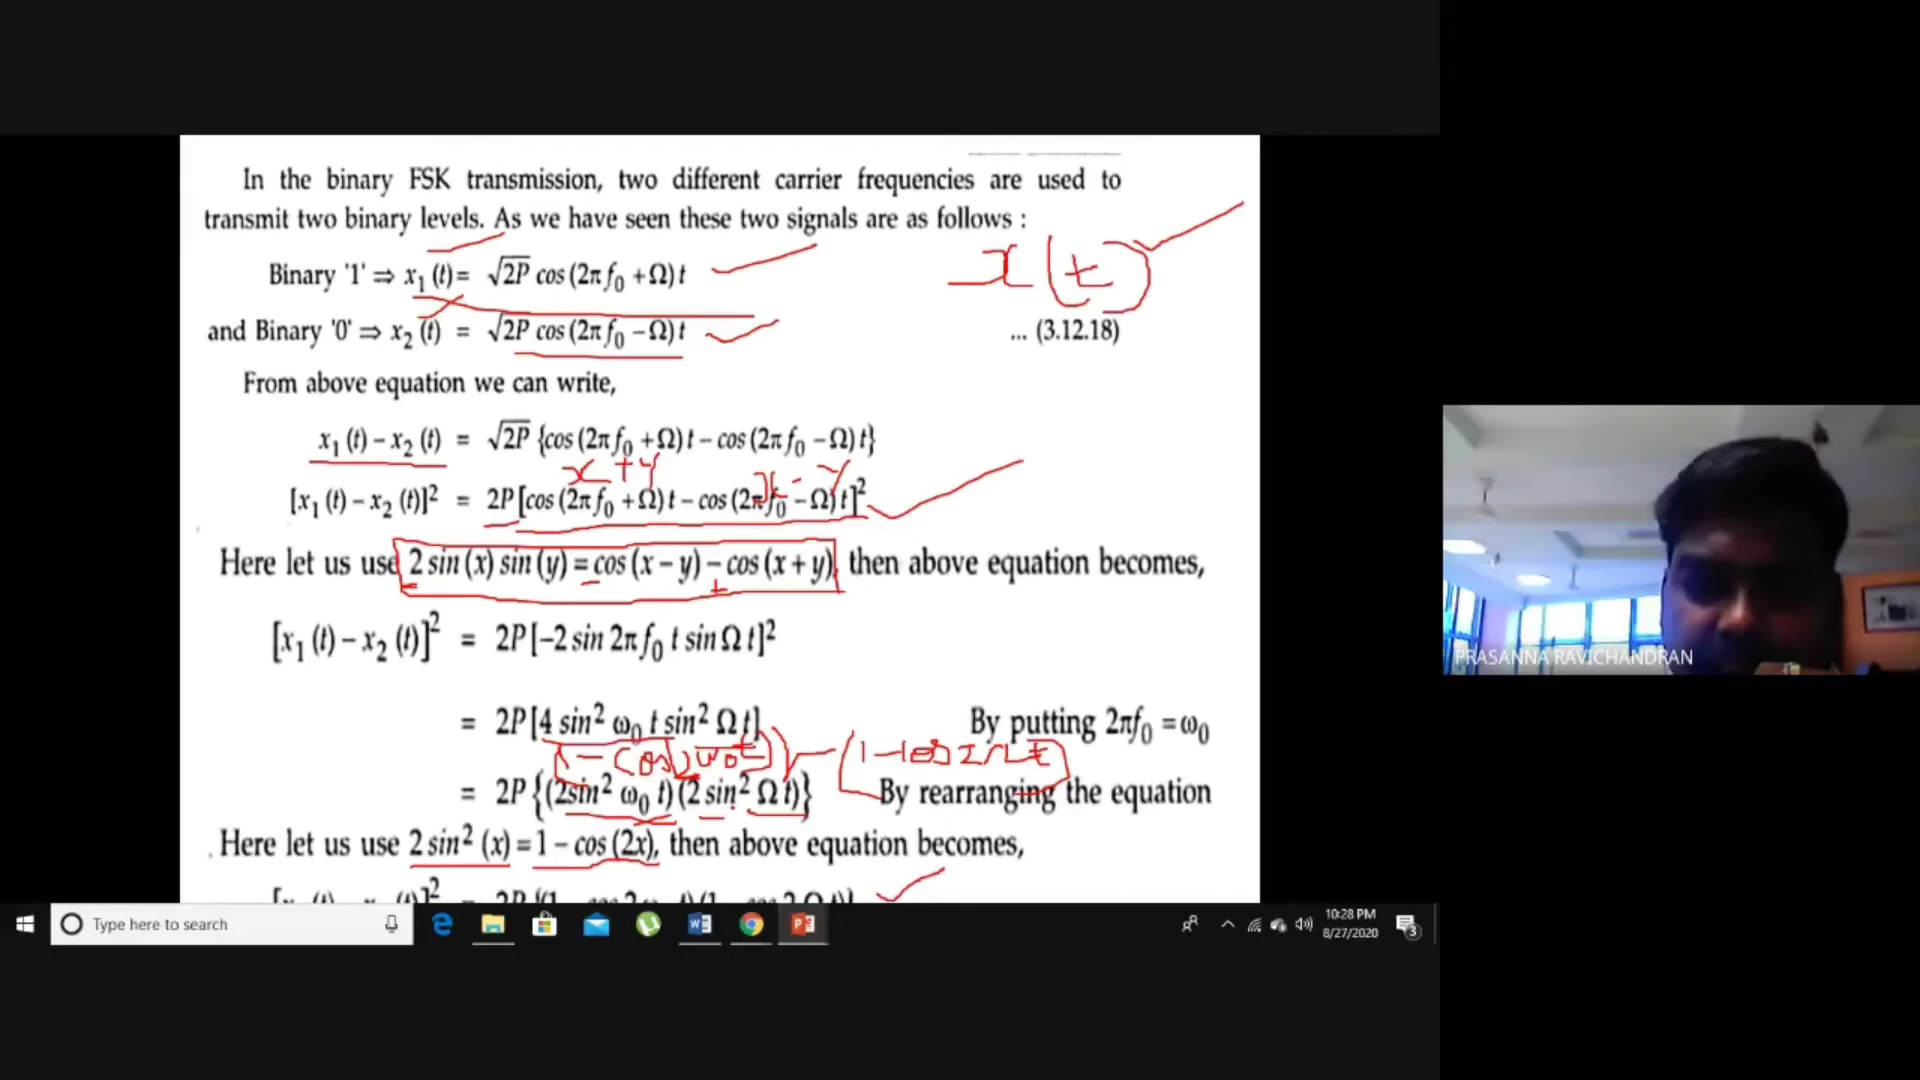 In the binary FSK transmission, two different carrier frequencies are used to
transmit two binary levels. As we have seen these two signals are as follows :
Binary '1' ⇒ x₁ (t) = √2P cos (2π f₀ + Ω) t
x(t)
and Binary '0' ⇒ x₂ (t) = √2P cos (2π f₀ − Ω) t ... (3.12.18)
From above equation we can write,
x₁ (t) − x₂ (t) = √2P {cos (2π f₀ + Ω) t − cos (2π f₀ − Ω) t}
x+y x-y
[x₁ (t) − x₂ (t)]² = 2P [cos (2π f₀ + Ω) t − cos (2π f₀ − Ω) t]²
Here let us use 2 sin (x) sin (y) = cos (x − y) − cos (x + y), then above equation becomes,
[x₁ (t) − x₂ (t)]² = 2P [−2 sin 2π f₀ t sin Ω t]²
= 2P [4 sin² ω₀ t sin² Ω t] By putting 2πf₀ = ω₀
1-cos2ω₀t) (1-cos2Ωt
= 2P {(2sin² ω₀ t) (2 sin² Ω t)} By rearranging the equation
Here let us use 2 sin² (x) = 1 − cos (2x), then above equation becomes,
PRASANNA RAVICHANDRAN
Type here to search
10:28 PM
8/27/2020
3